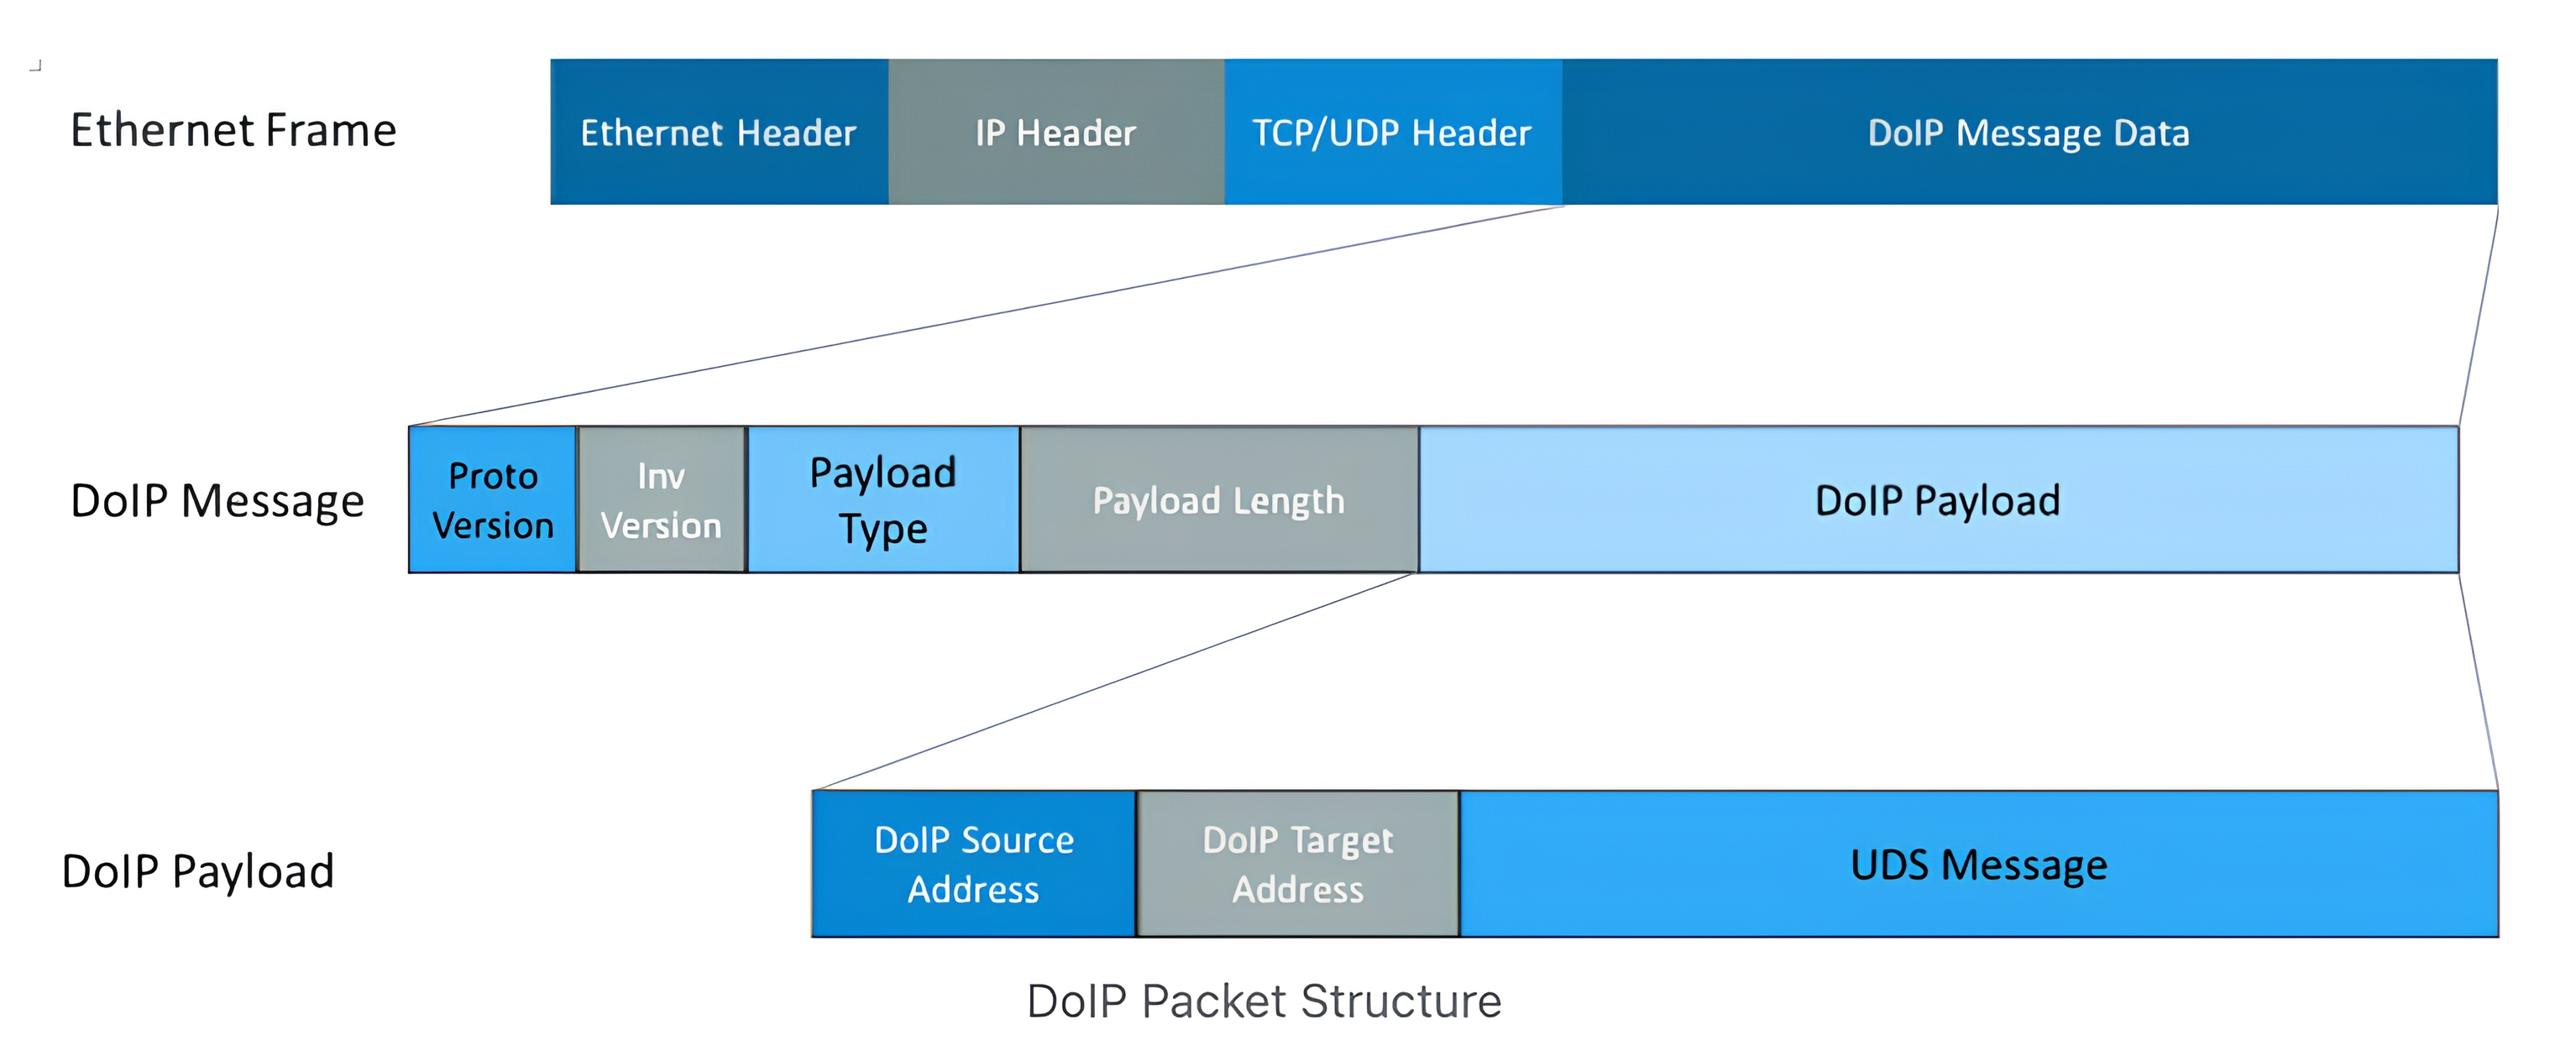 Ethernet Frame
Ethernet Header
IP Header
TCP/UDP Header
DoIP Message Data
DoIP Message
Proto
Version
Inv
Version
Payload
Type
Payload Length
DoIP Payload
DoIP Payload
DoIP Source
Address
DoIP Target
Address
UDS Message
DoIP Packet Structure